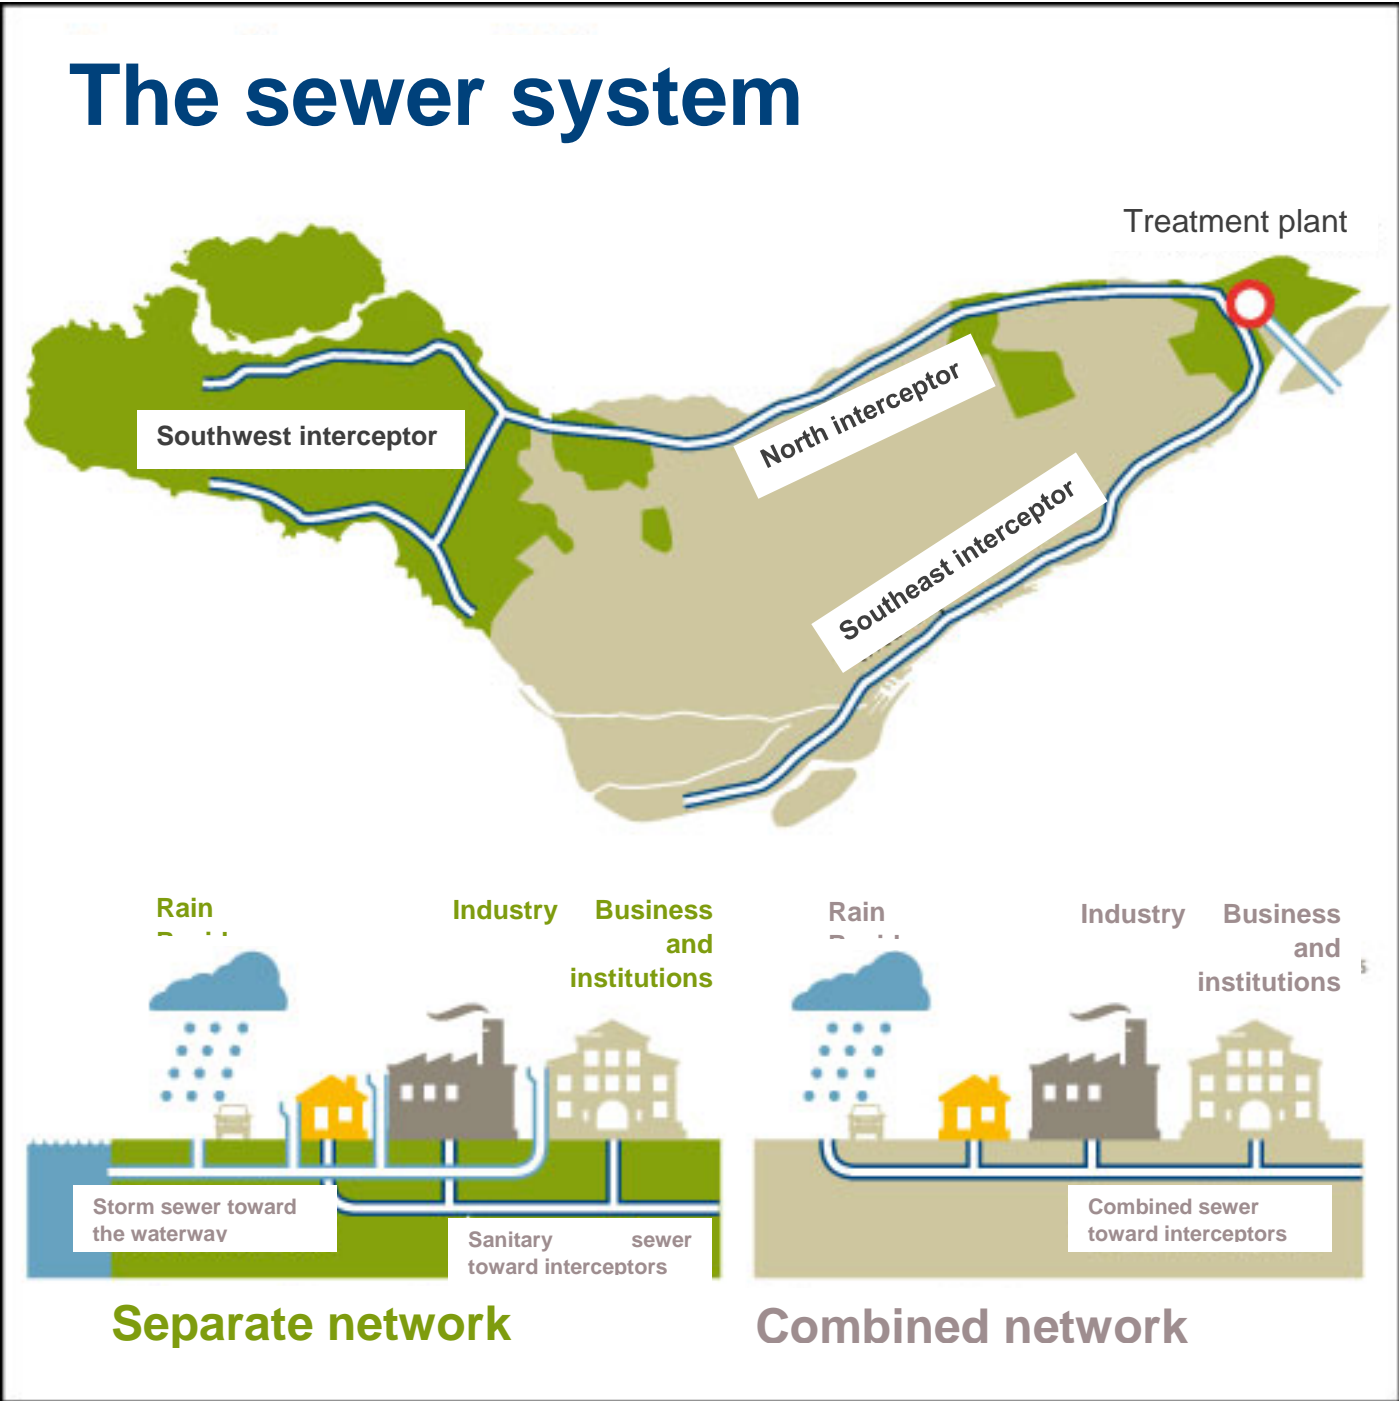 The sewer system
Treatment plant
Southwest interceptor
North interceptor
Southeast interceptor
Rain
Industry Business
and
institutions
Rain
Industry Business
and
institutions
Storm sewer toward
the waterway
Sanitary sewer
toward interceptors
Combined sewer
toward interceptors
Separate network
Combined network